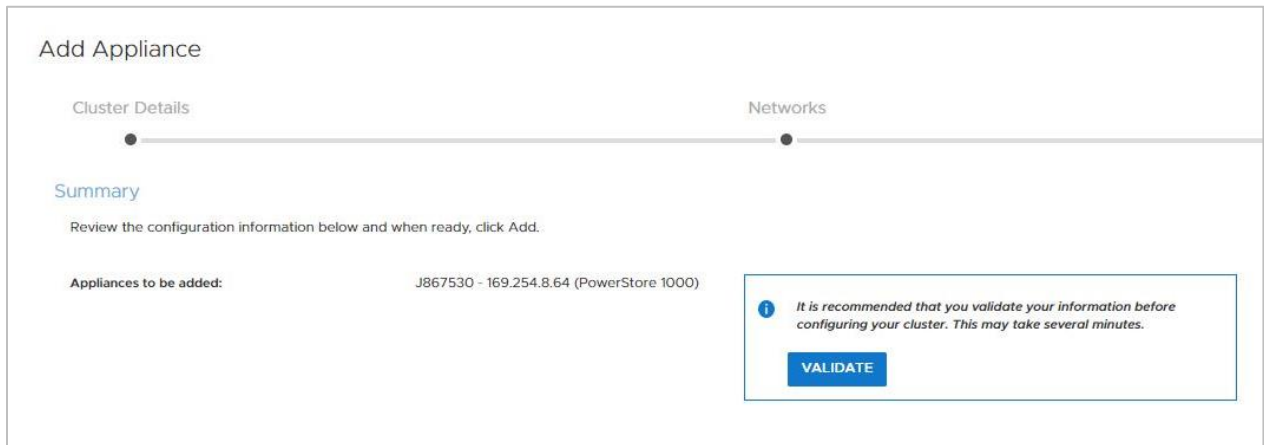 Add Appliance
Cluster Details
Networks
Summary
Review the configuration information below and when ready, click Add.
Appliances to be added:
J867530 - 169.254.8.64 (PowerStore 1000)
It is recommended that you validate your information before
configuring your cluster. This may take several minutes.
VALIDATE